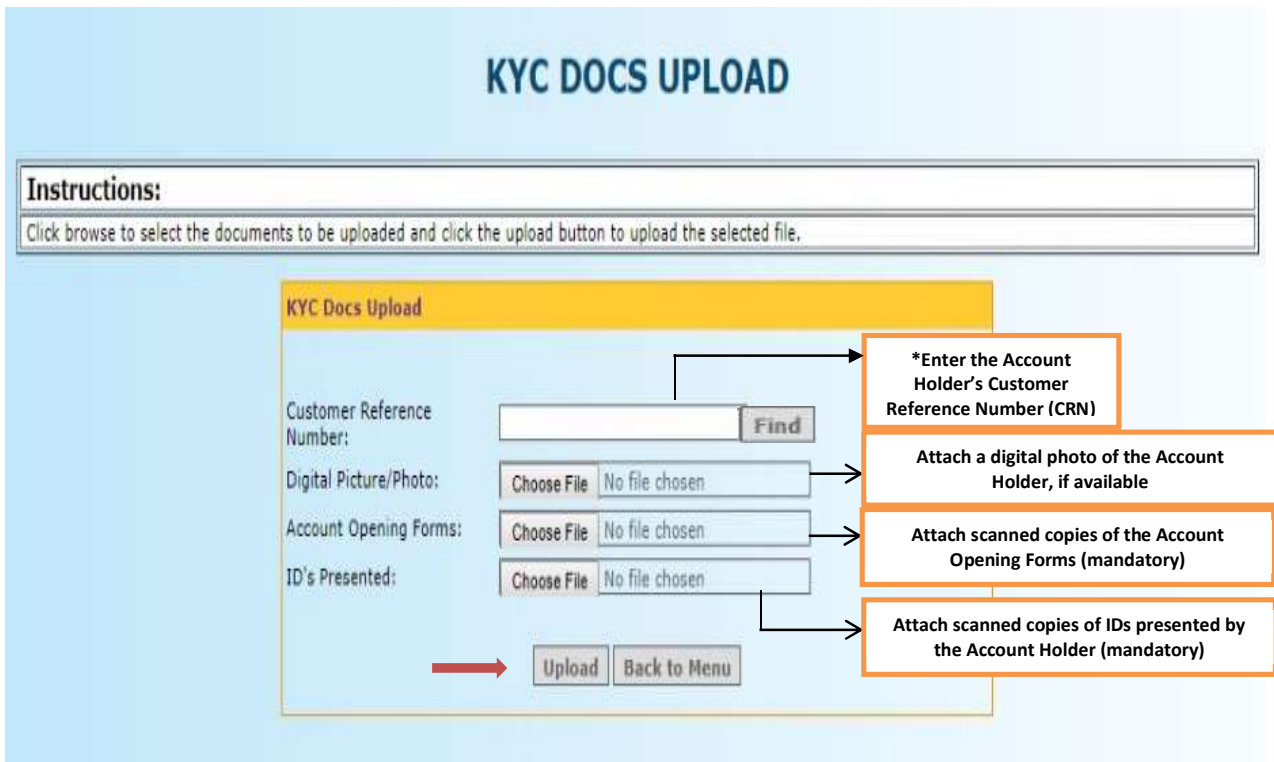 KYC DOCS UPLOAD
Instructions:
Click browse to select the documents to be uploaded and click the upload button to upload the selected file.
KYC Docs Upload
*Enter the Account
Holder’s Customer
Reference Number (CRN)
Customer Reference
Number:
Find
Digital Picture/Photo:
Choose File No file chosen
Attach a digital photo of the Account
Holder, if available
Account Opening Forms:
Choose File No file chosen
Attach scanned copies of the Account
Opening Forms (mandatory)
ID's Presented:
Choose File No file chosen
Attach scanned copies of IDs presented by
the Account Holder (mandatory)
Upload Back to Menu